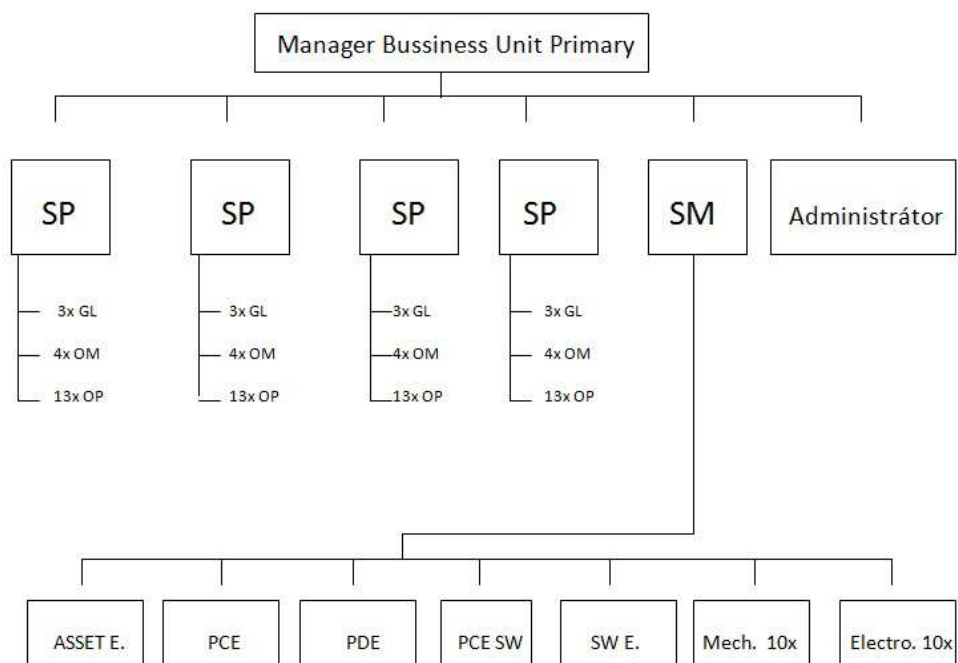 Manager Bussiness Unit Primary
SP SP SP SP SM Administrátor
3x GL 3x GL 3x GL 3x GL
4x OM 4x OM 4x OM 4x OM
13x OP 13x OP 13x OP 13x OP
ASSET E. PCE PDE PCE SW SW E. Mech. 10x Electro. 10x